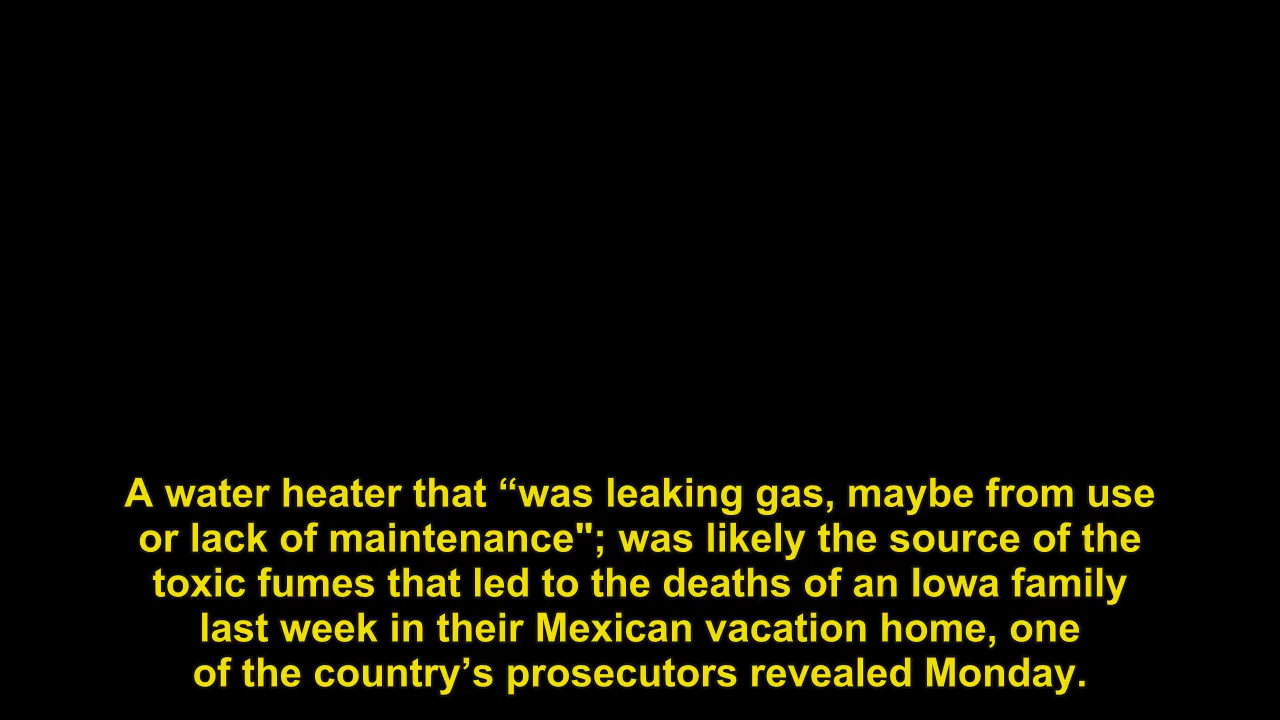 A water heater that “was leaking gas, maybe from use
or lack of maintenance"; was likely the source of the
toxic fumes that led to the deaths of an Iowa family
last week in their Mexican vacation home, one
of the country’s prosecutors revealed Monday.